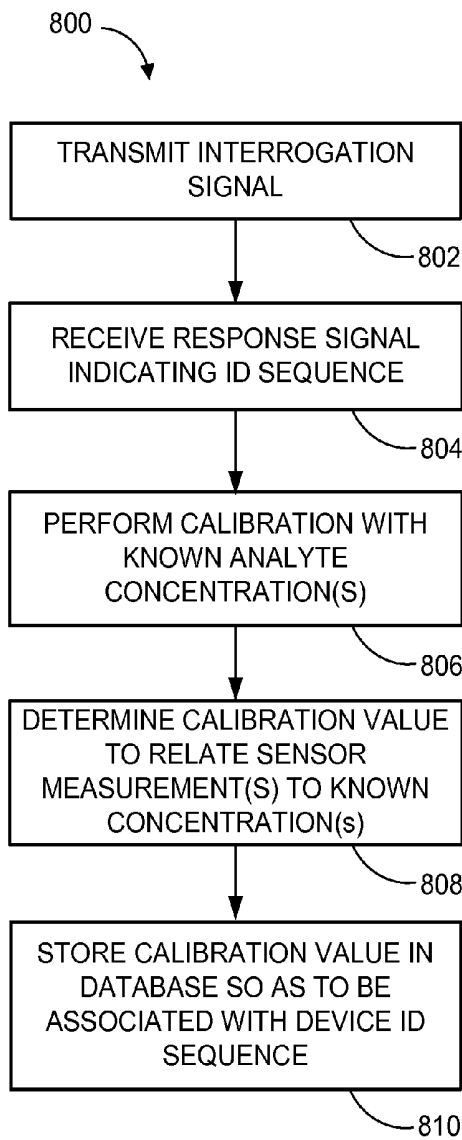 800
TRANSMIT INTERROGATION
SIGNAL
802
RECEIVE RESPONSE SIGNAL
INDICATING ID SEQUENCE
804
PERFORM CALIBRATION WITH
KNOWN ANALYTE
CONCENTRATION(S)
806
DETERMINE CALIBRATION VALUE
TO RELATE SENSOR
MEASUREMENT(S) TO KNOWN
CONCENTRATION(s)
808
STORE CALIBRATION VALUE IN
DATABASE SO AS TO BE
ASSOCIATED WITH DEVICE ID
SEQUENCE
810